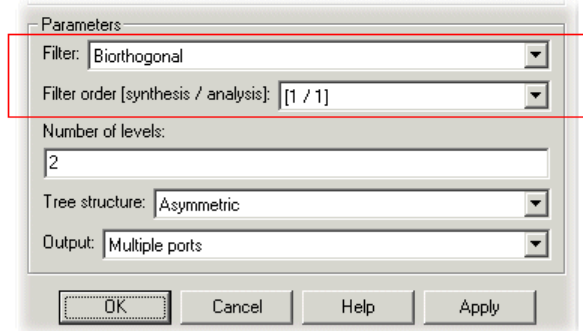 Parameters
Filter: Biorthogonal
Filter order [synthesis / analysis]: [1 / 1]
Number of levels:
2
Tree structure: Asymmetric
Output: Multiple ports
OK Cancel Help Apply